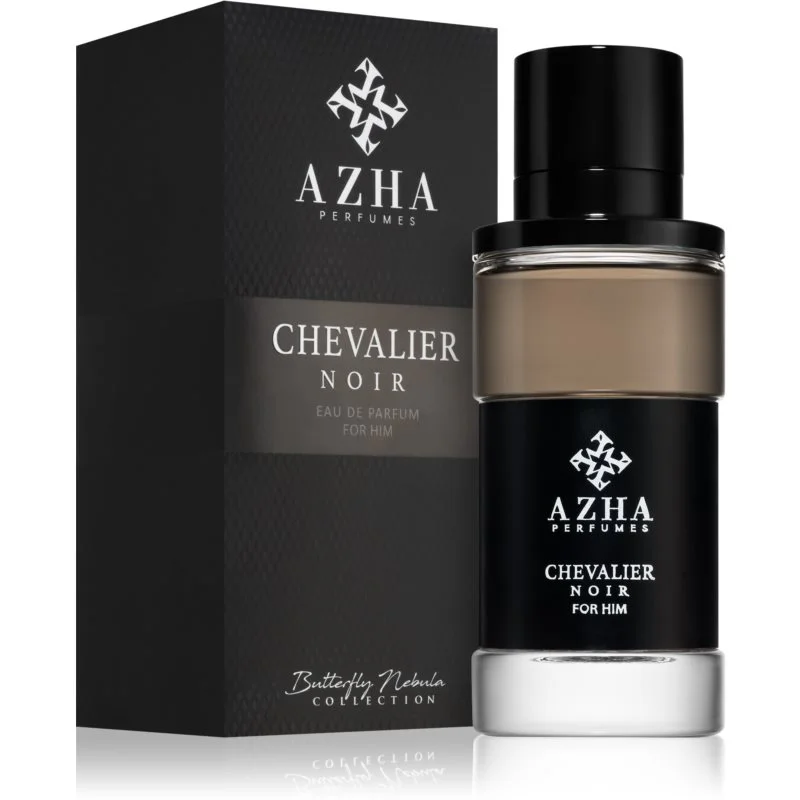 AZHA
PERFUMES
CHEVALIER
NOIR
EAU DE PARFUM
FOR HIM
Butterfly Nebula
COLLECTION
AZHA
PERFUMES
CHEVALIER
NOIR
FOR HIM